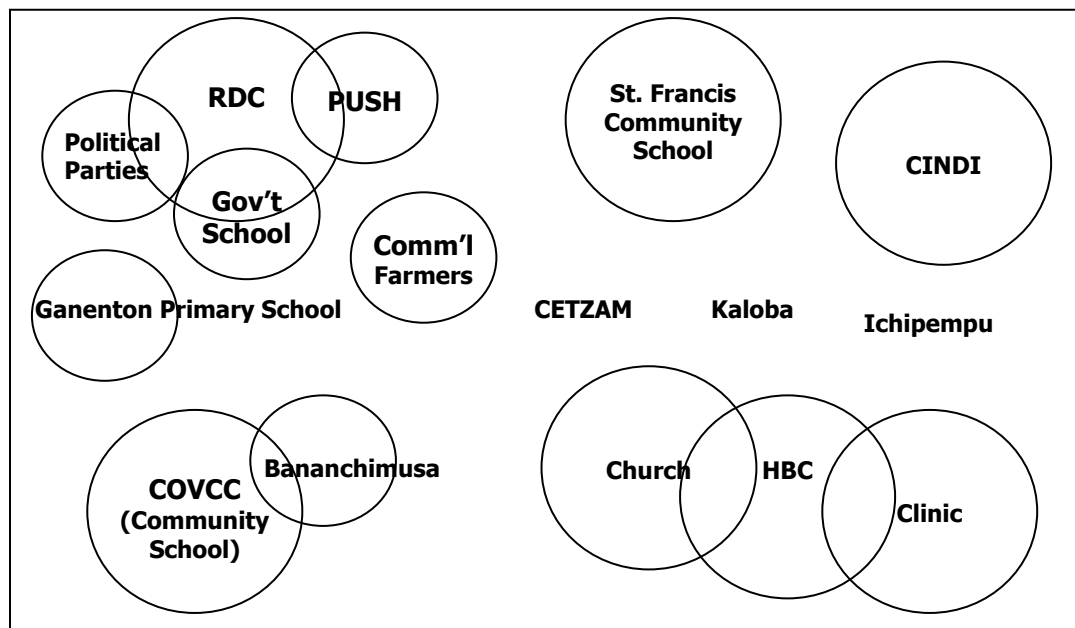 RDC
PUSH
Political
Parties
Gov’t
School
Comm’l
Farmers
St. Francis
Community
School
CINDI
Ganenton Primary School
CETZAM
Kaloba
Ichipempu
COVCC
(Community
School)
Bananchimusa
Church
HBC
Clinic